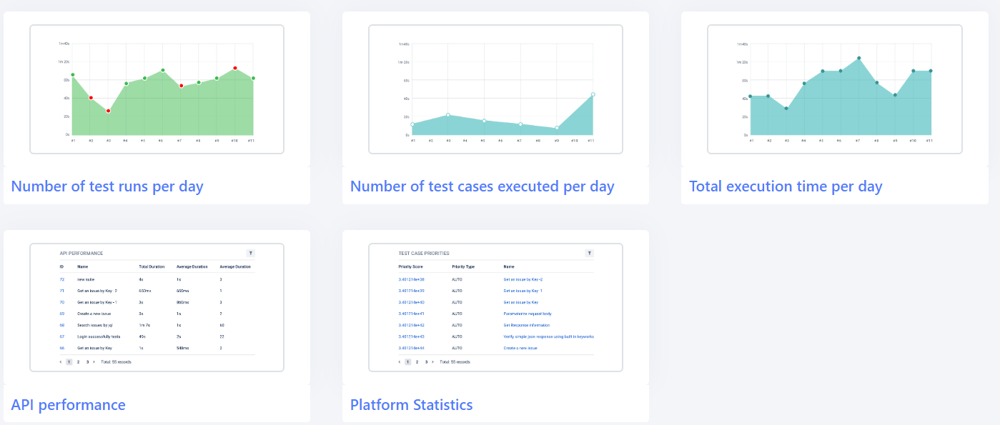 1m40s
1m 20s
60s
40s
20s
0s
#1 #2 #3 #4 #5 #6 #7 #8 #9 #10 #11
Number of test runs per day
1m40s
1m 20s
60s
40s
20s
0s
#1 #2 #3 #4 #5 #6 #7 #8 #9 #10 #11
Number of test cases executed per day
1m40s
1m 20s
60s
40s
20s
0s
#1 #2 #3 #4 #5 #6 #7 #8 #9 #10 #11
Total execution time per day
API PERFORMANCE
ID Name Total Duration Average Duration Average Duration
72 new suite 4s 1s 3
71 Get an issue by Key - 2 650ms 650ms 1
70 Get an issue by Key - 1 3s 860ms 3
69 Create a new issue 3s 1s 2
68 Search issues by jql 1m 7s 1s 60
67 Login successfully tests 49s 2s 22
66 Get an issue by Key 1s 548ms 2
< 1 2 3 > Total: 55 records
API performance
TEST CASE PRIORITIES
Priority Score Priority Type Name
3.401214e+38 AUTO Get an issue by Key -2
3.401214e+39 AUTO Get an issue by Key -1
3.401214e+40 AUTO Get an issue by Key
3.401214e+41 AUTO Paramaterize request body
3.401214e+42 AUTO Get Response information
3.401214e+43 AUTO Verify simple json response using built in keywords
3.401214e+44 AUTO Create a new issue
< 1 2 3 > Total: 55 records
Platform Statistics